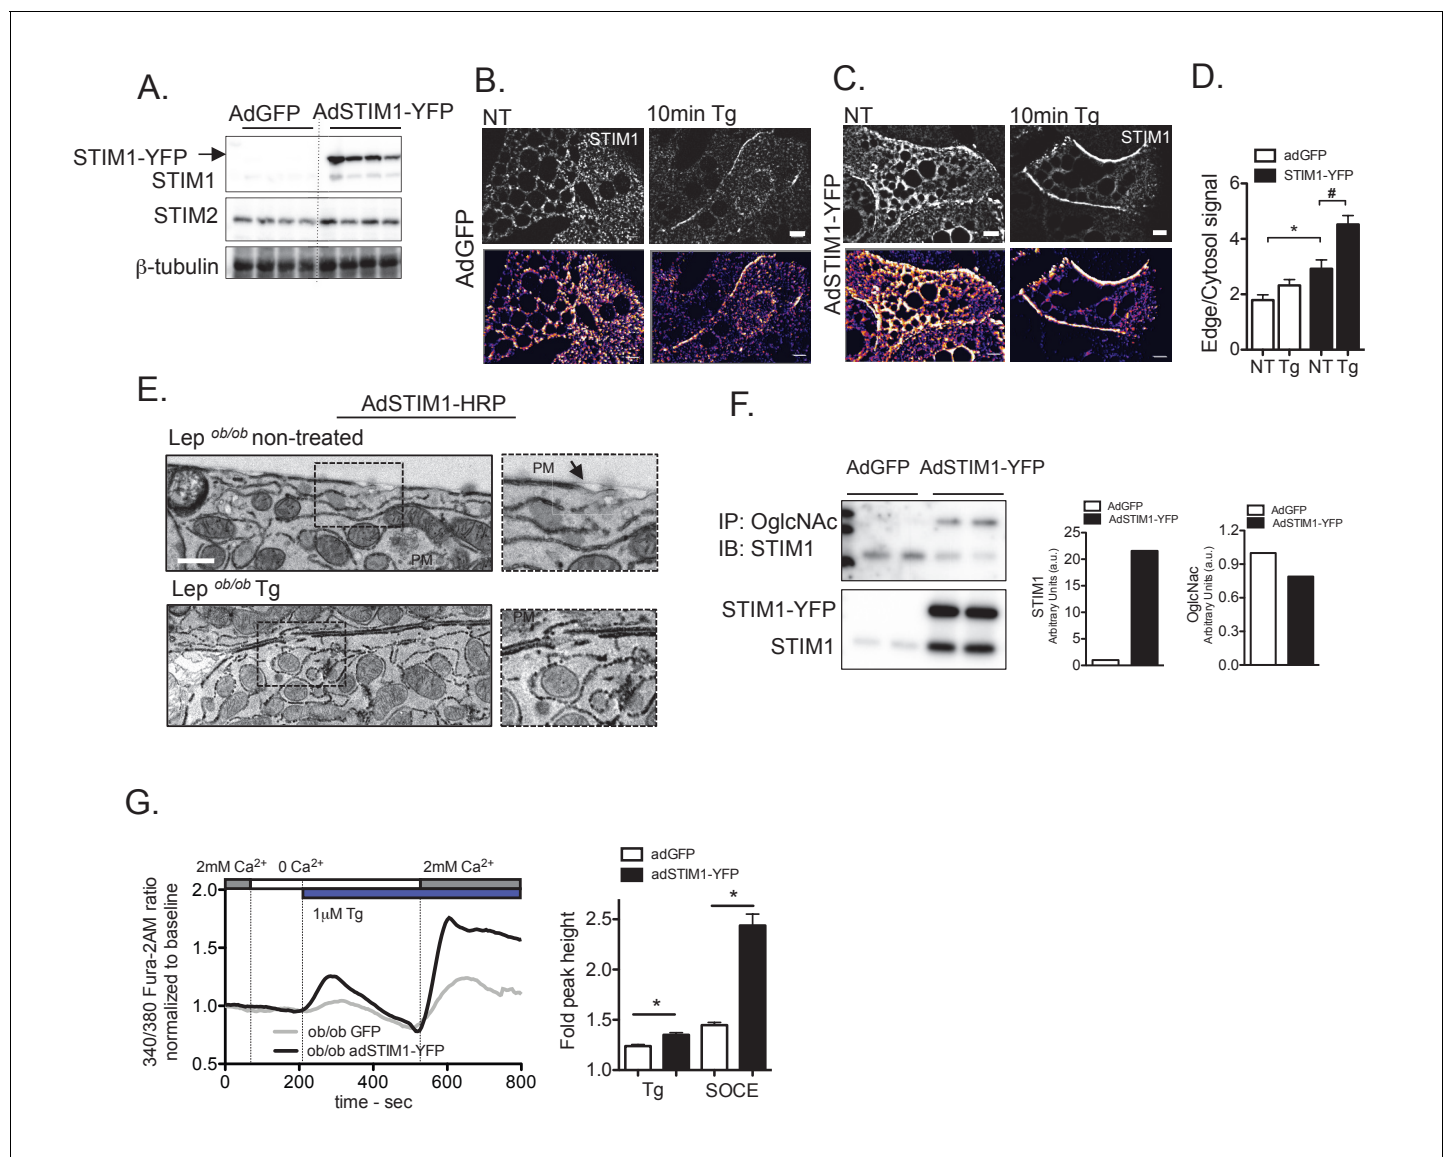 A.
AdGFP AdSTIM1-YFP
STIM1-YFP
STIM1
STIM2
β-tubulin
B.
NT 10min Tg
STIM1
AdGFP
C.
NT 10min Tg
STIM1
AdSTIM1-YFP
D.
adGFP
STIM1-YFP
Edge/Cytosol signal
6
4
2
0
* #
NT Tg NT Tg
E.
AdSTIM1-HRP
Lep ob/ob non-treated
PM
PM
Lep ob/ob Tg
PM
F.
AdGFP AdSTIM1-YFP
IP: OglcNAc
IB: STIM1
STIM1-YFP
STIM1
AdGFP
AdSTIM1-YFP
STIM1
Arbitrary Units (a.u.)
25
20
15
10
5
0
AdGFP
AdSTIM1-YFP
OglcNac
Arbitrary Units (a.u.)
1.2
0.9
0.6
0.3
0.0
G.
2mM Ca2+ 0 Ca2+ 2mM Ca2+
1μM Tg
340/380 Fura-2AM ratio
normalized to baseline
2.0
1.5
1.0
0.5
ob/ob GFP
ob/ob adSTIM1-YFP
0 200 400 600 800
time - sec
adGFP
adSTIM1-YFP
Fold peak height
2.5
2.0
1.5
1.0
* *
Tg SOCE